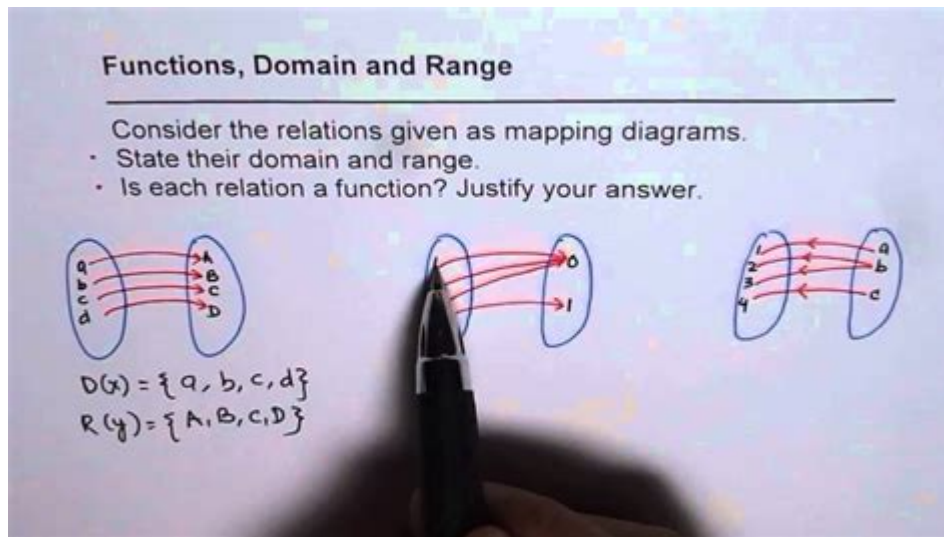 Functions, Domain and Range
Consider the relations given as mapping diagrams.
· State their domain and range.
· Is each relation a function? Justify your answer.
a A
b B
c C
d D
0
1
1 a
2 b
3
4 c
D(x) = { a, b, c, d}
R(y) = { A, B, C, D}